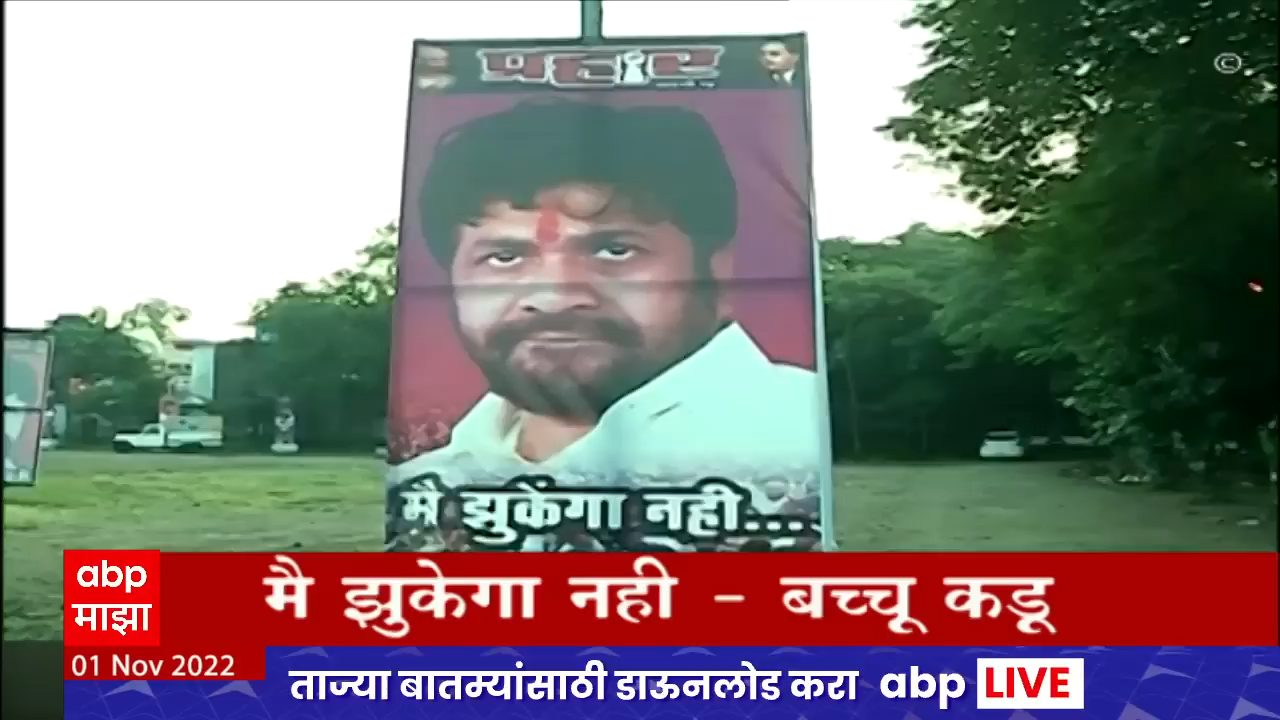 ©
प्रहार
मै झुकेंगा नही...
abp
माझा
मै झुकेगा नही - बच्चू कडू
01 Nov 2022
ताज्या बातम्यांसाठी डाऊनलोड करा abp LIVE